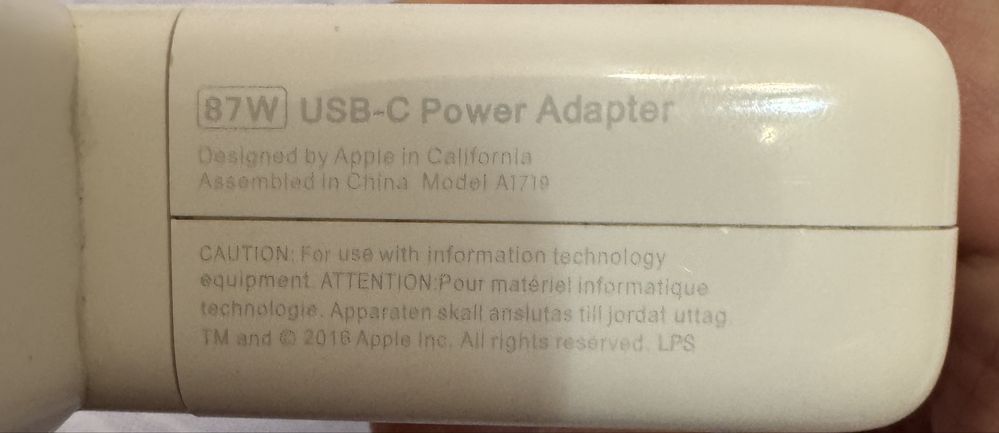 87W USB-C Power Adapter
Designed by Apple in California
Assembled in China Model A1719
CAUTION: For use with information technology
equipment. ATTENTION:Pour matériel informatique
technologie. Apparaten skall anslutas till jordat uttag.
TM and © 2016 Apple Inc. All rights reserved. LPS